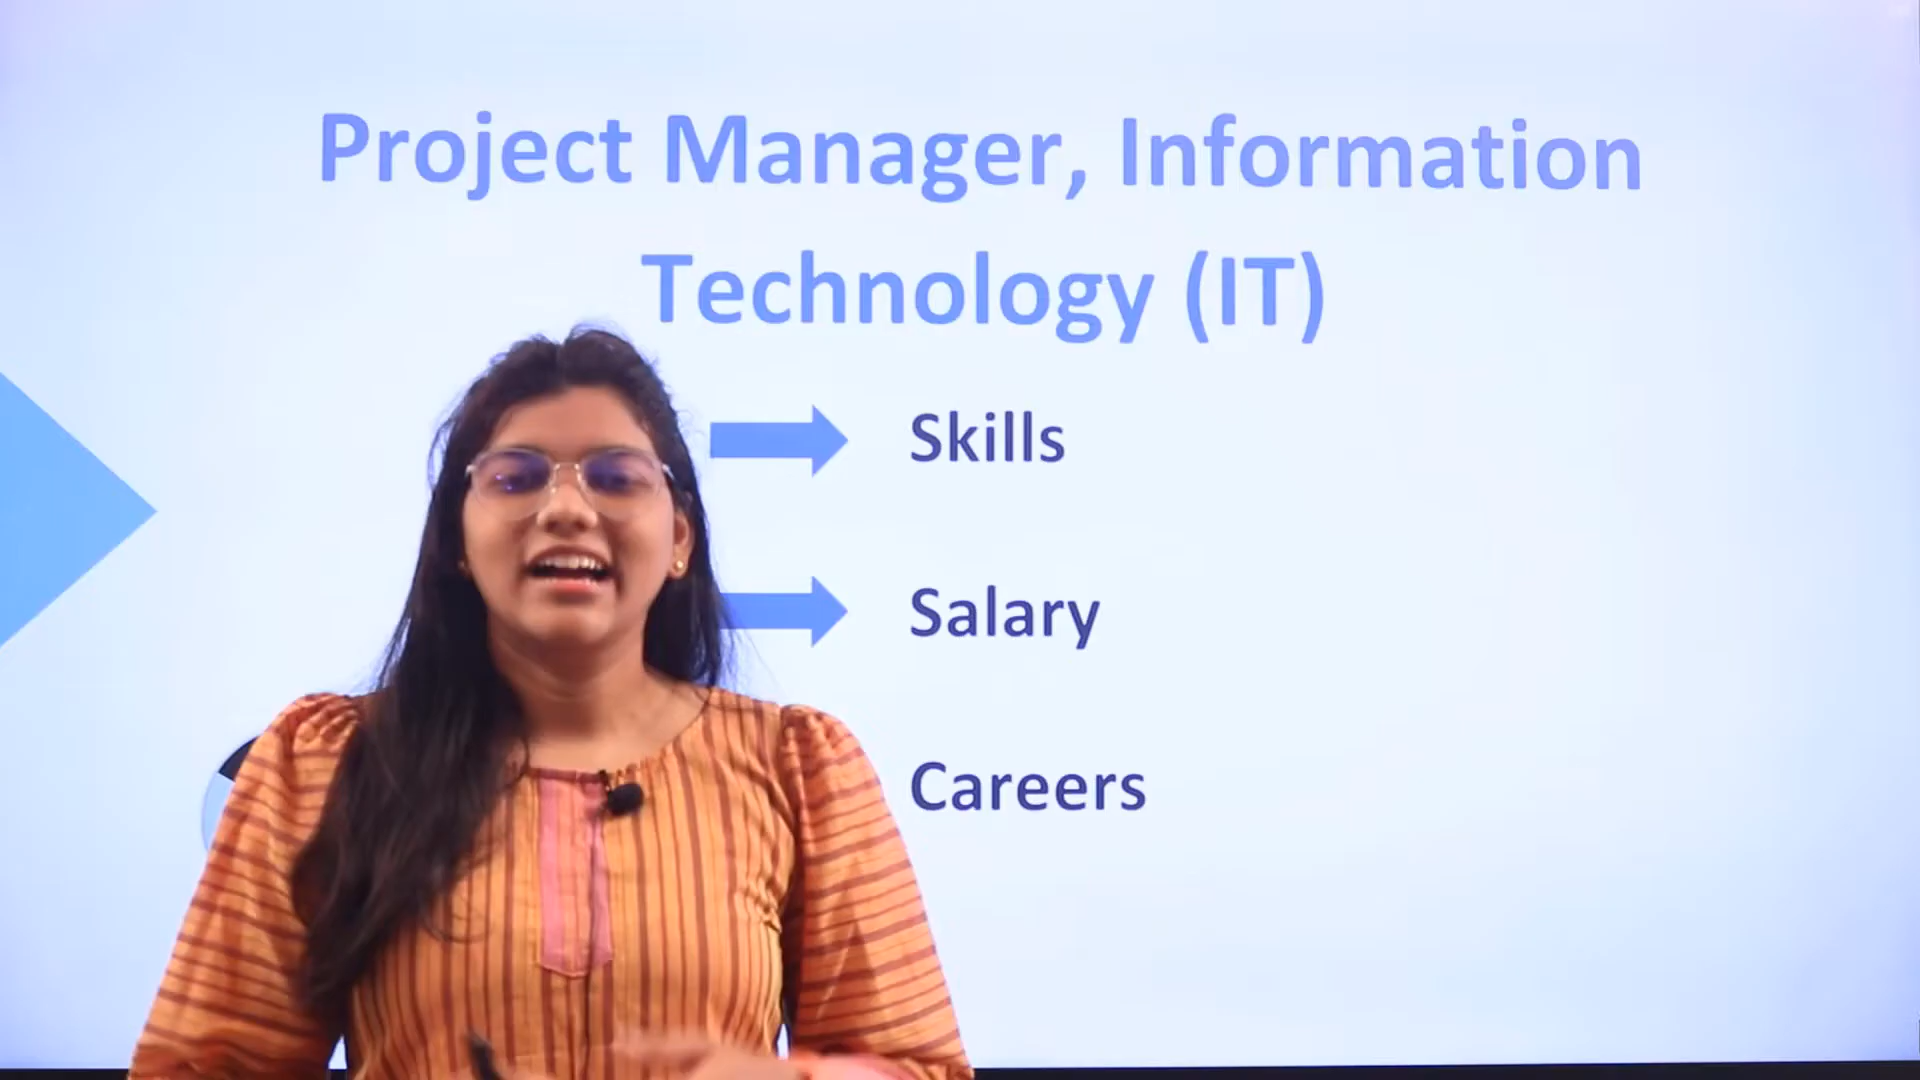 Project Manager, Information
Technology (IT)
Skills
Salary
Careers